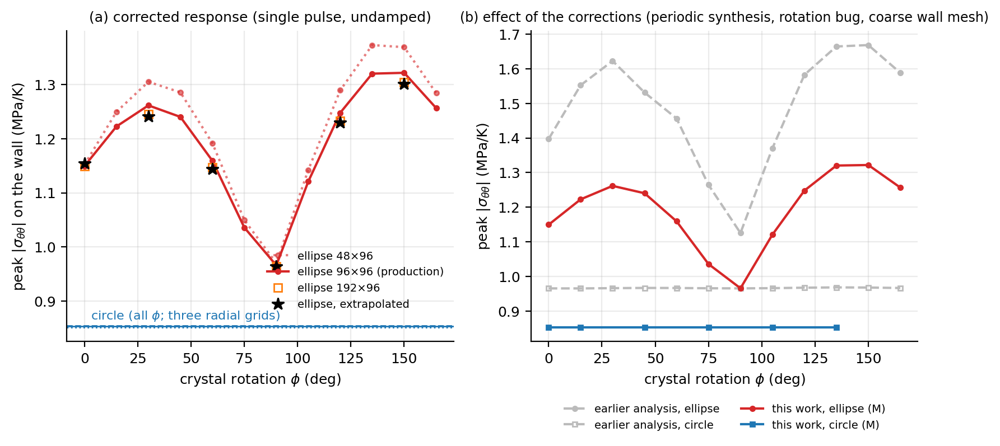 (a) corrected response (single pulse, undamped)
peak |σθθ| on the wall (MPa/K)
1.3
1.2
1.1
1.0
0.9
ellipse 48×96
ellipse 96×96 (production)
ellipse 192×96
ellipse, extrapolated
circle (all ϕ; three radial grids)
0 25 50 75 100 125 150
crystal rotation ϕ (deg)
(b) effect of the corrections (periodic synthesis, rotation bug, coarse wall mesh)
peak |σθθ| (MPa/K)
1.7
1.6
1.5
1.4
1.3
1.2
1.1
1.0
0.9
0 25 50 75 100 125 150
crystal rotation ϕ (deg)
earlier analysis, ellipse
earlier analysis, circle
this work, ellipse (M)
this work, circle (M)